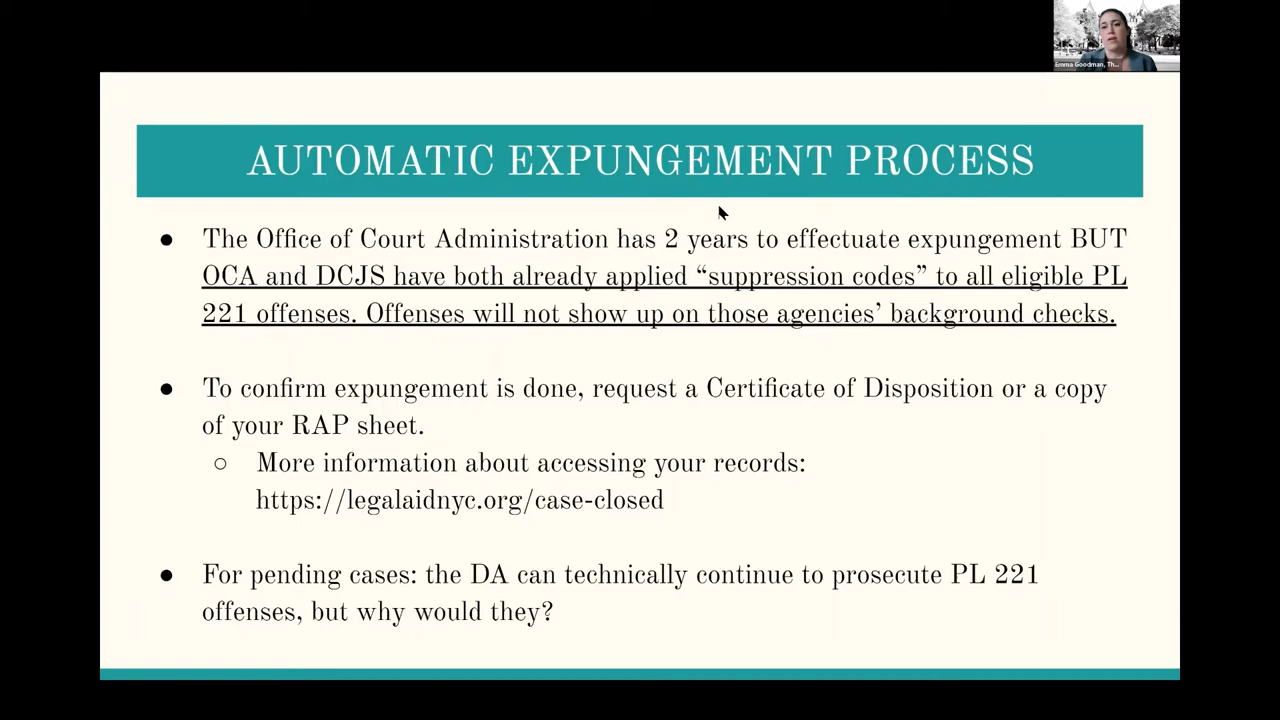 Emma Goodman, Th...
AUTOMATIC EXPUNGEMENT PROCESS
● The Office of Court Administration has 2 years to effectuate expungement BUT
OCA and DCJS have both already applied “suppression codes” to all eligible PL
221 offenses. Offenses will not show up on those agencies’ background checks.
● To confirm expungement is done, request a Certificate of Disposition or a copy
of your RAP sheet.
○ More information about accessing your records:
https://legalaidnyc.org/case-closed
● For pending cases: the DA can technically continue to prosecute PL 221
offenses, but why would they?